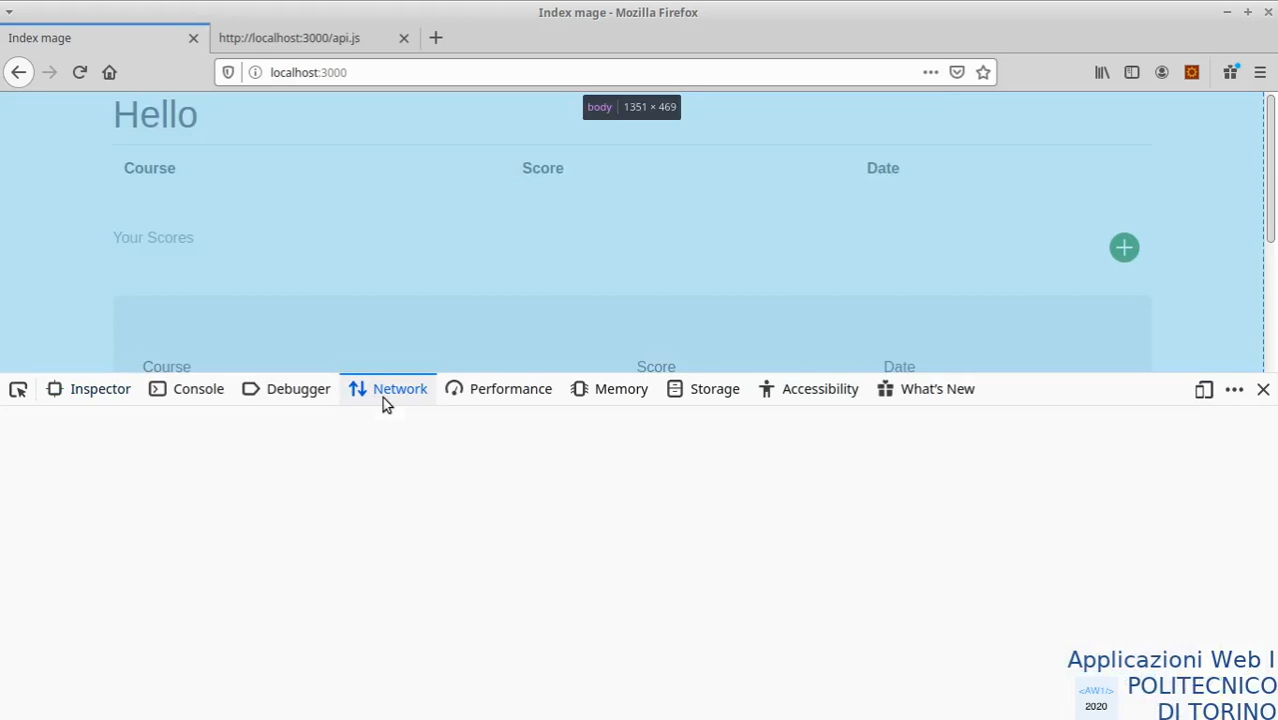 Index mage - Mozilla Firefox
Index mage
http://localhost:3000/api.js
localhost:3000
body 1351 × 469
Hello
Course Score Date
Your Scores
Course Score Date
Inspector Console Debugger Network Performance Memory Storage Accessibility What's New
Applicazioni Web I
POLITECNICO
DI TORINO
<AW1/>
2020